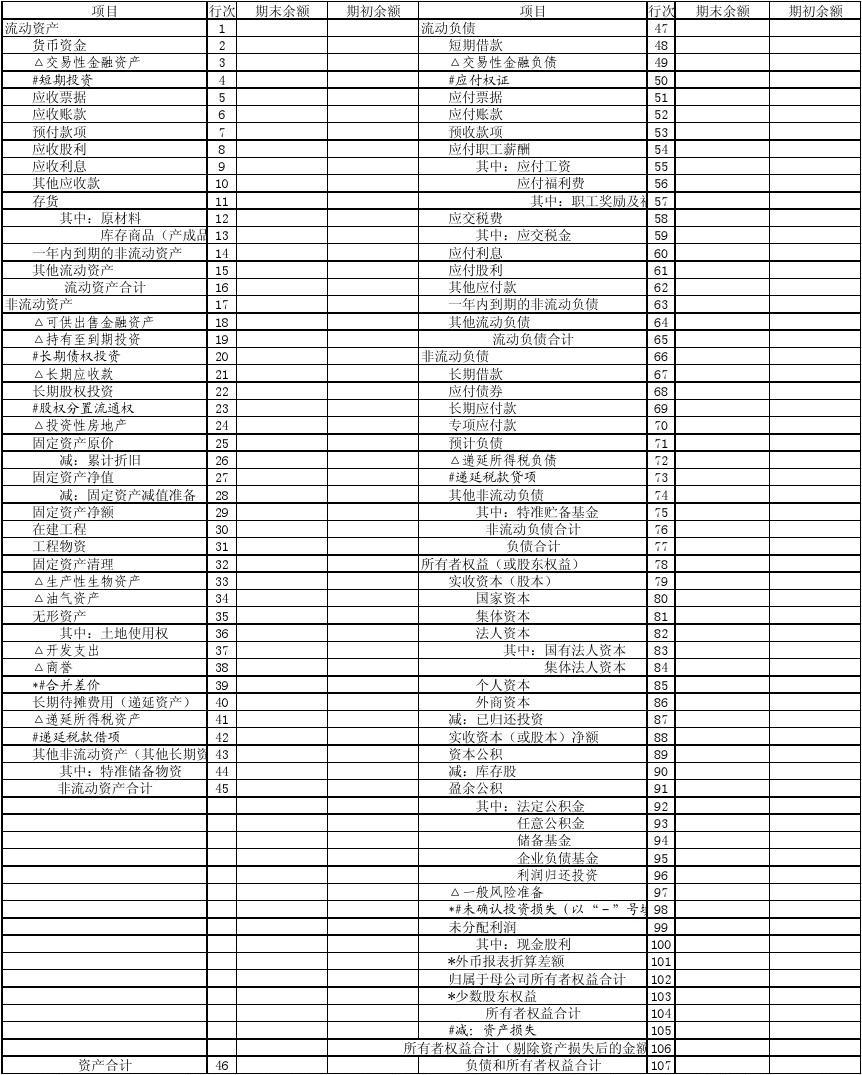 项目 行次 期末余额 期初余额 项目 行次 期末余额 期初余额
流动资产 1 流动负债 47
货币资金 2 短期借款 48
△交易性金融资产 3 △交易性金融负债 49
#短期投资 4 #应付权证 50
应收票据 5 应付票据 51
应收账款 6 应付账款 52
预付款项 7 预收款项 53
应收股利 8 应付职工薪酬 54
应收利息 9 其中：应付工资 55
其他应收款 10 应付福利费 56
存货 11 其中：职工奖励及 57
其中：原材料 12 应交税费 58
库存商品（产成品 13 其中：应交税金 59
一年内到期的非流动资产 14 应付利息 60
其他流动资产 15 应付股利 61
流动资产合计 16 其他应付款 62
非流动资产 17 一年内到期的非流动负债 63
△可供出售金融资产 18 其他流动负债 64
△持有至到期投资 19 流动负债合计 65
#长期债权投资 20 非流动负债 66
△长期应收款 21 长期借款 67
长期股权投资 22 应付债券 68
#股权分置流通权 23 长期应付款 69
△投资性房地产 24 专项应付款 70
固定资产原价 25 预计负债 71
减：累计折旧 26 △递延所得税负债 72
固定资产净值 27 #递延税款贷项 73
减：固定资产减值准备 28 其他非流动负债 74
固定资产净额 29 其中：特准贮备基金 75
在建工程 30 非流动负债合计 76
工程物资 31 负债合计 77
固定资产清理 32 所有者权益（或股东权益） 78
△生产性生物资产 33 实收资本（股本） 79
△油气资产 34 国家资本 80
无形资产 35 集体资本 81
其中：土地使用权 36 法人资本 82
△开发支出 37 其中：国有法人资本 83
△商誉 38 集体法人资本 84
*#合并差价 39 个人资本 85
长期待摊费用（递延资产） 40 外商资本 86
△递延所得税资产 41 减：已归还投资 87
#递延税款借项 42 实收资本（或股本）净额 88
其他非流动资产（其他长期资 43 资本公积 89
其中：特准储备物资 44 减：库存股 90
非流动资产合计 45 盈余公积 91
其中：法定公积金 92
任意公积金 93
储备基金 94
企业负债基金 95
利润归还投资 96
△一般风险准备 97
*#未确认投资损失（以“-”号 98
未分配利润 99
其中：现金股利 100
*外币报表折算差额 101
归属于母公司所有者权益合计 102
*少数股东权益 103
所有者权益合计 104
#减：资产损失 105
所有者权益合计（剔除资产损失后的金额 106
资产合计 46 负债和所有者权益合计 107